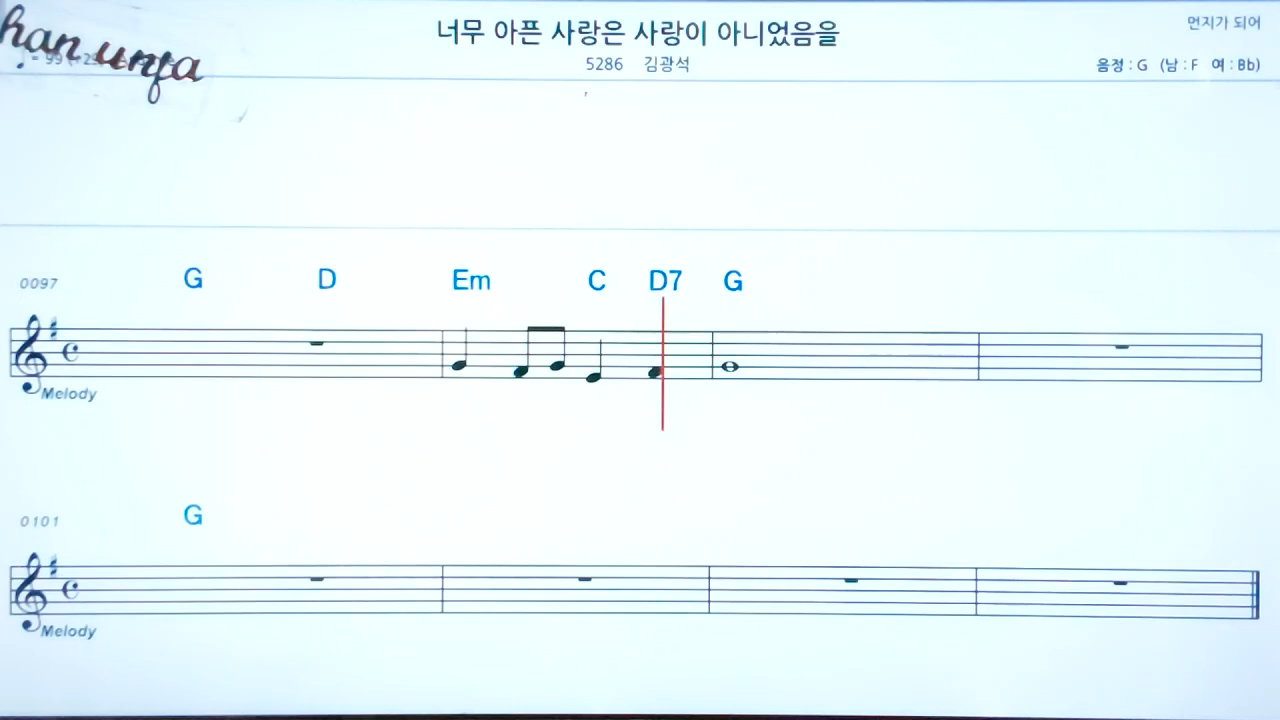 han unfa
너무 아픈 사랑은 사랑이 아니었음을
먼지가 되어
5286 김광석
음정 : G (남 : F 여 : Bb)
0097 G D Em C D7 G
Melody
0101 G
Melody